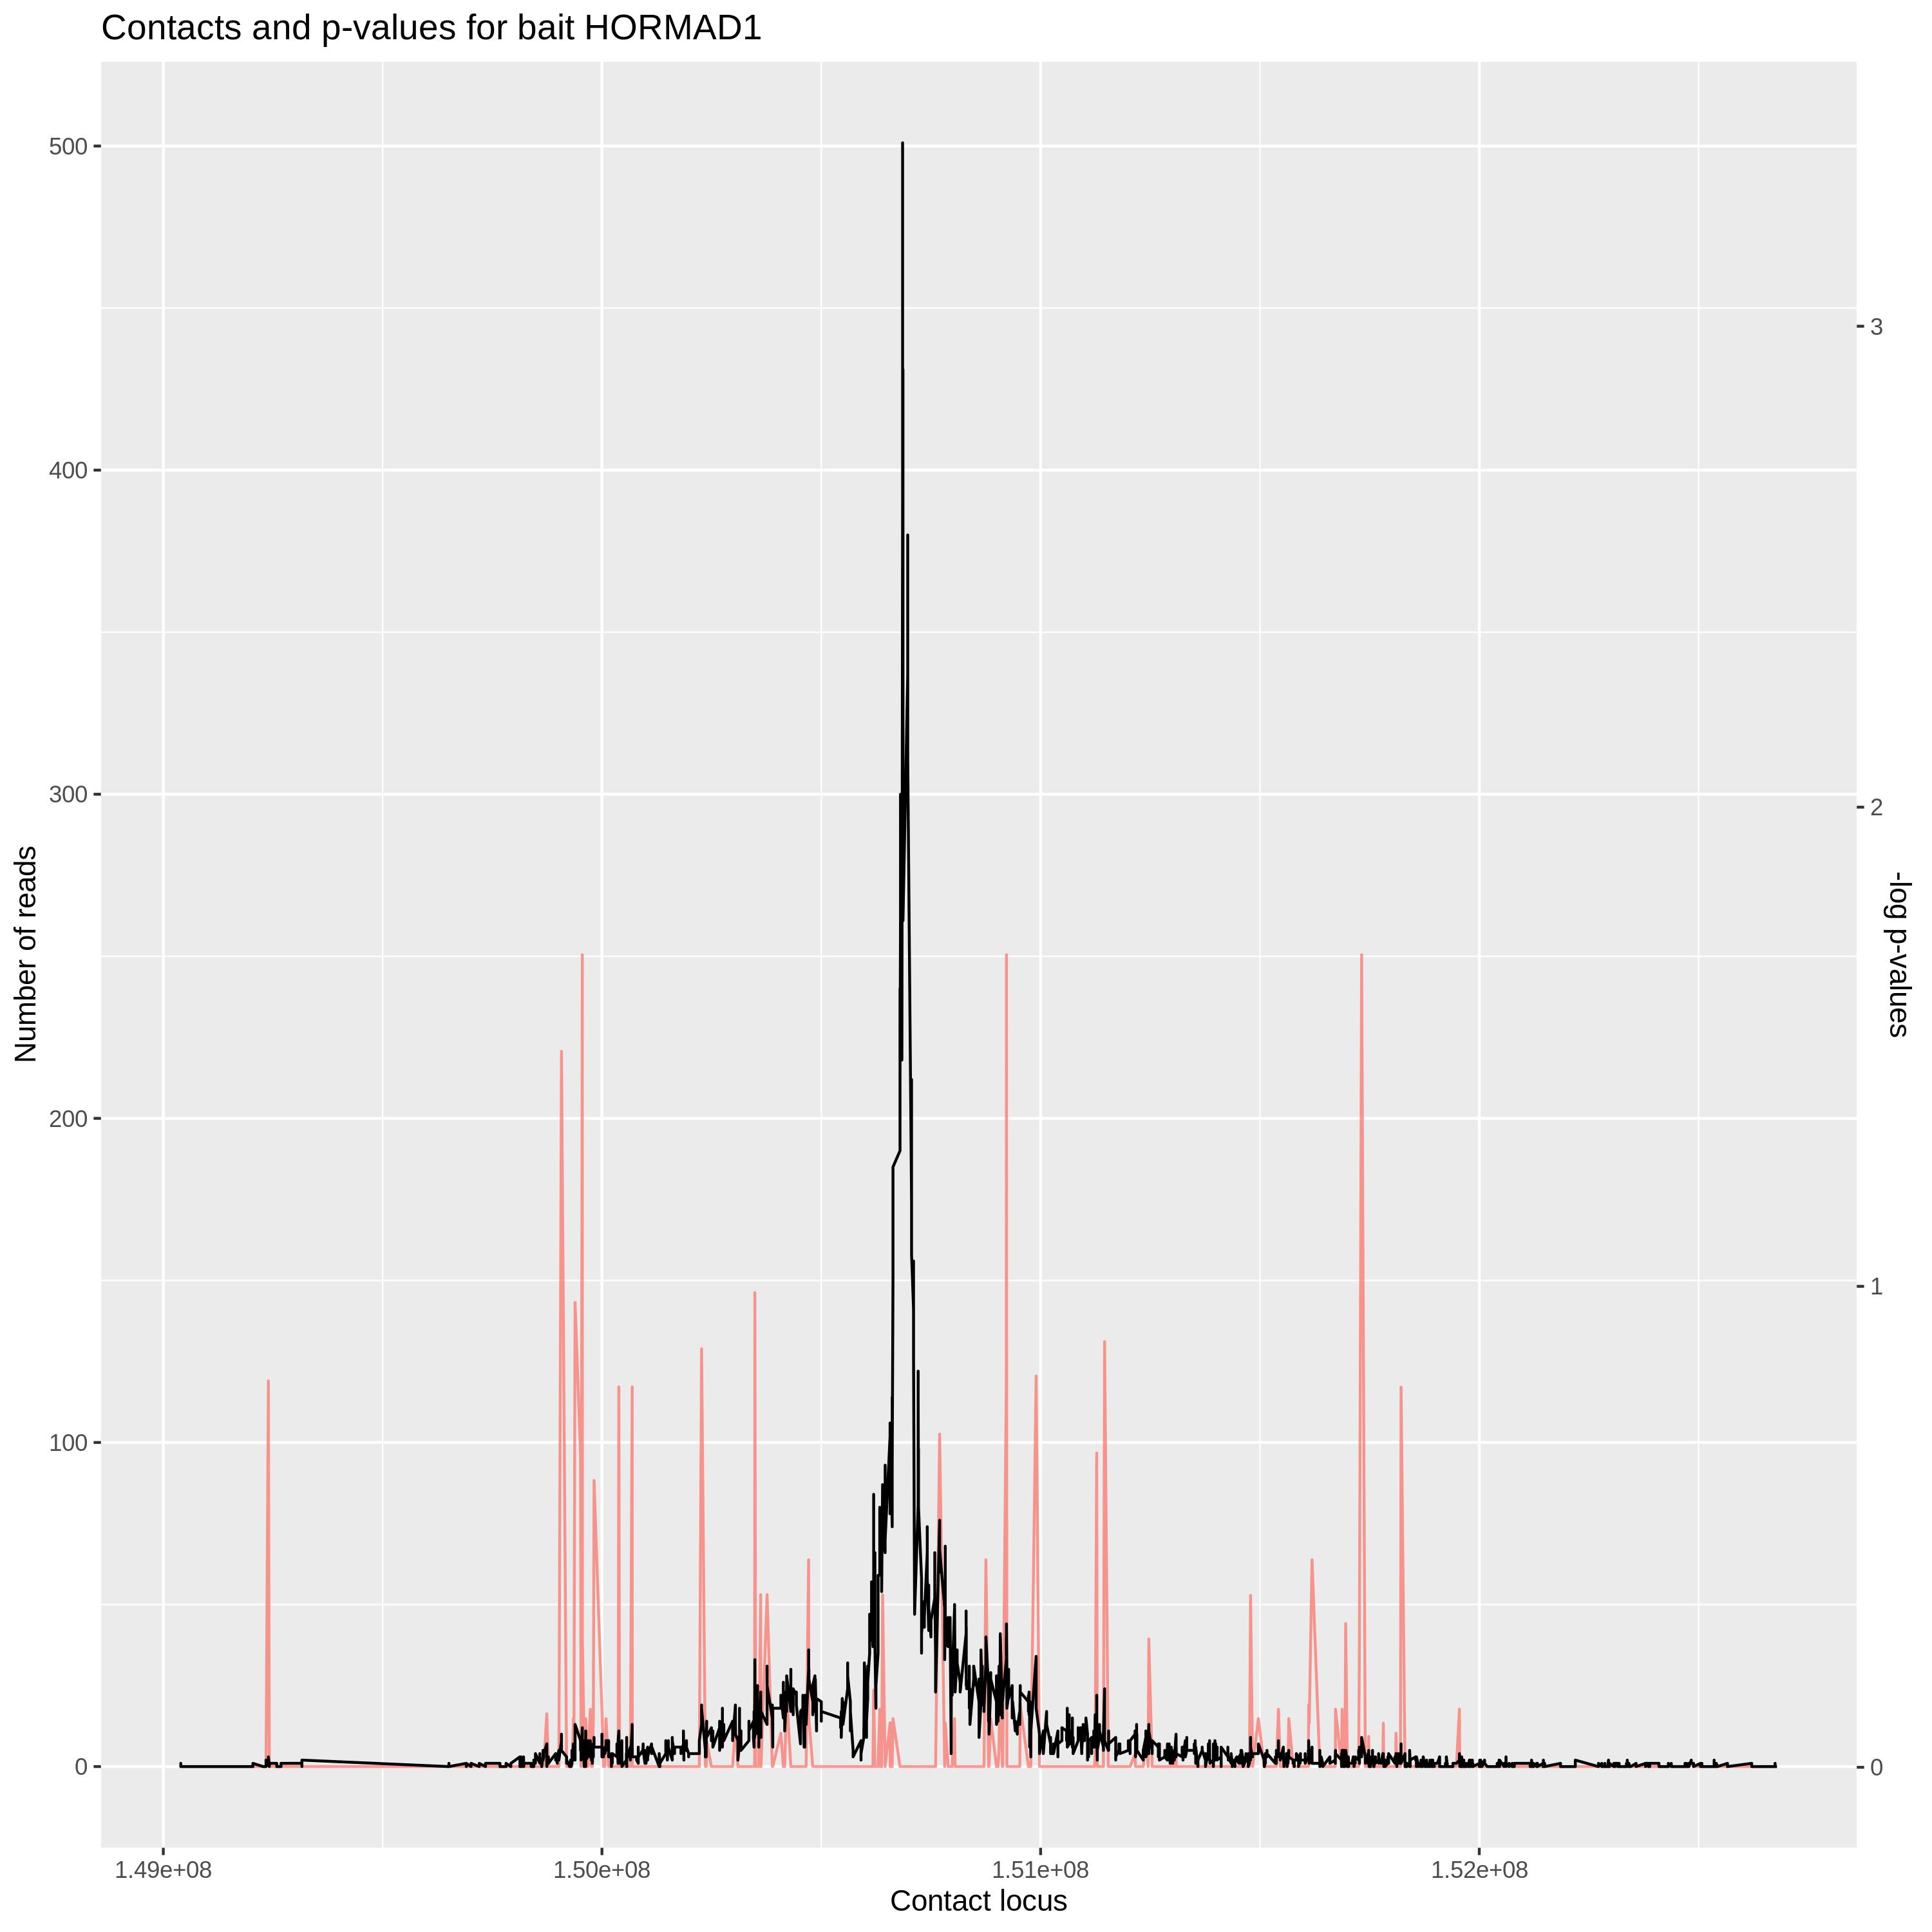 Contacts and p-values for bait HORMAD1
500
400
300
200
100
0
Number of reads
3
2
1
0
-log p-values
1.49e+08
1.50e+08
1.51e+08
1.52e+08
Contact locus